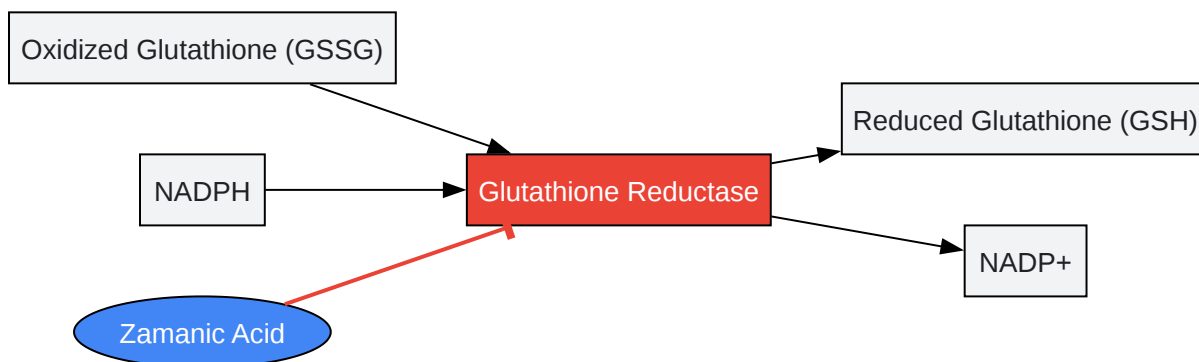 Oxidized Glutathione (GSSG)
Reduced Glutathione (GSH)
NADPH
Glutathione Reductase
NADP+
Zamanic Acid